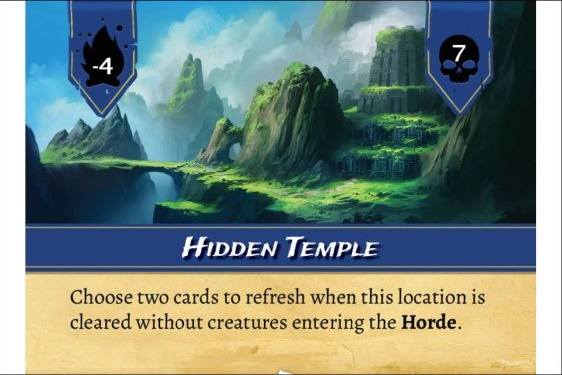 -4
7
Hidden Temple
Choose two cards to refresh when this location is
cleared without creatures entering the Horde.